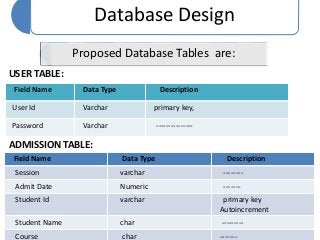 Database Design
Proposed Database Tables are:
USER TABLE:
Field Name Data Type Description
User Id Varchar primary key,
Password Varchar ---------------
ADMISSION TABLE:
Field Name Data Type Description
Session varchar --------
Admit Date Numeric -------
Student Id varchar primary key
Autoincrement
Student Name char ---------
Course char -------